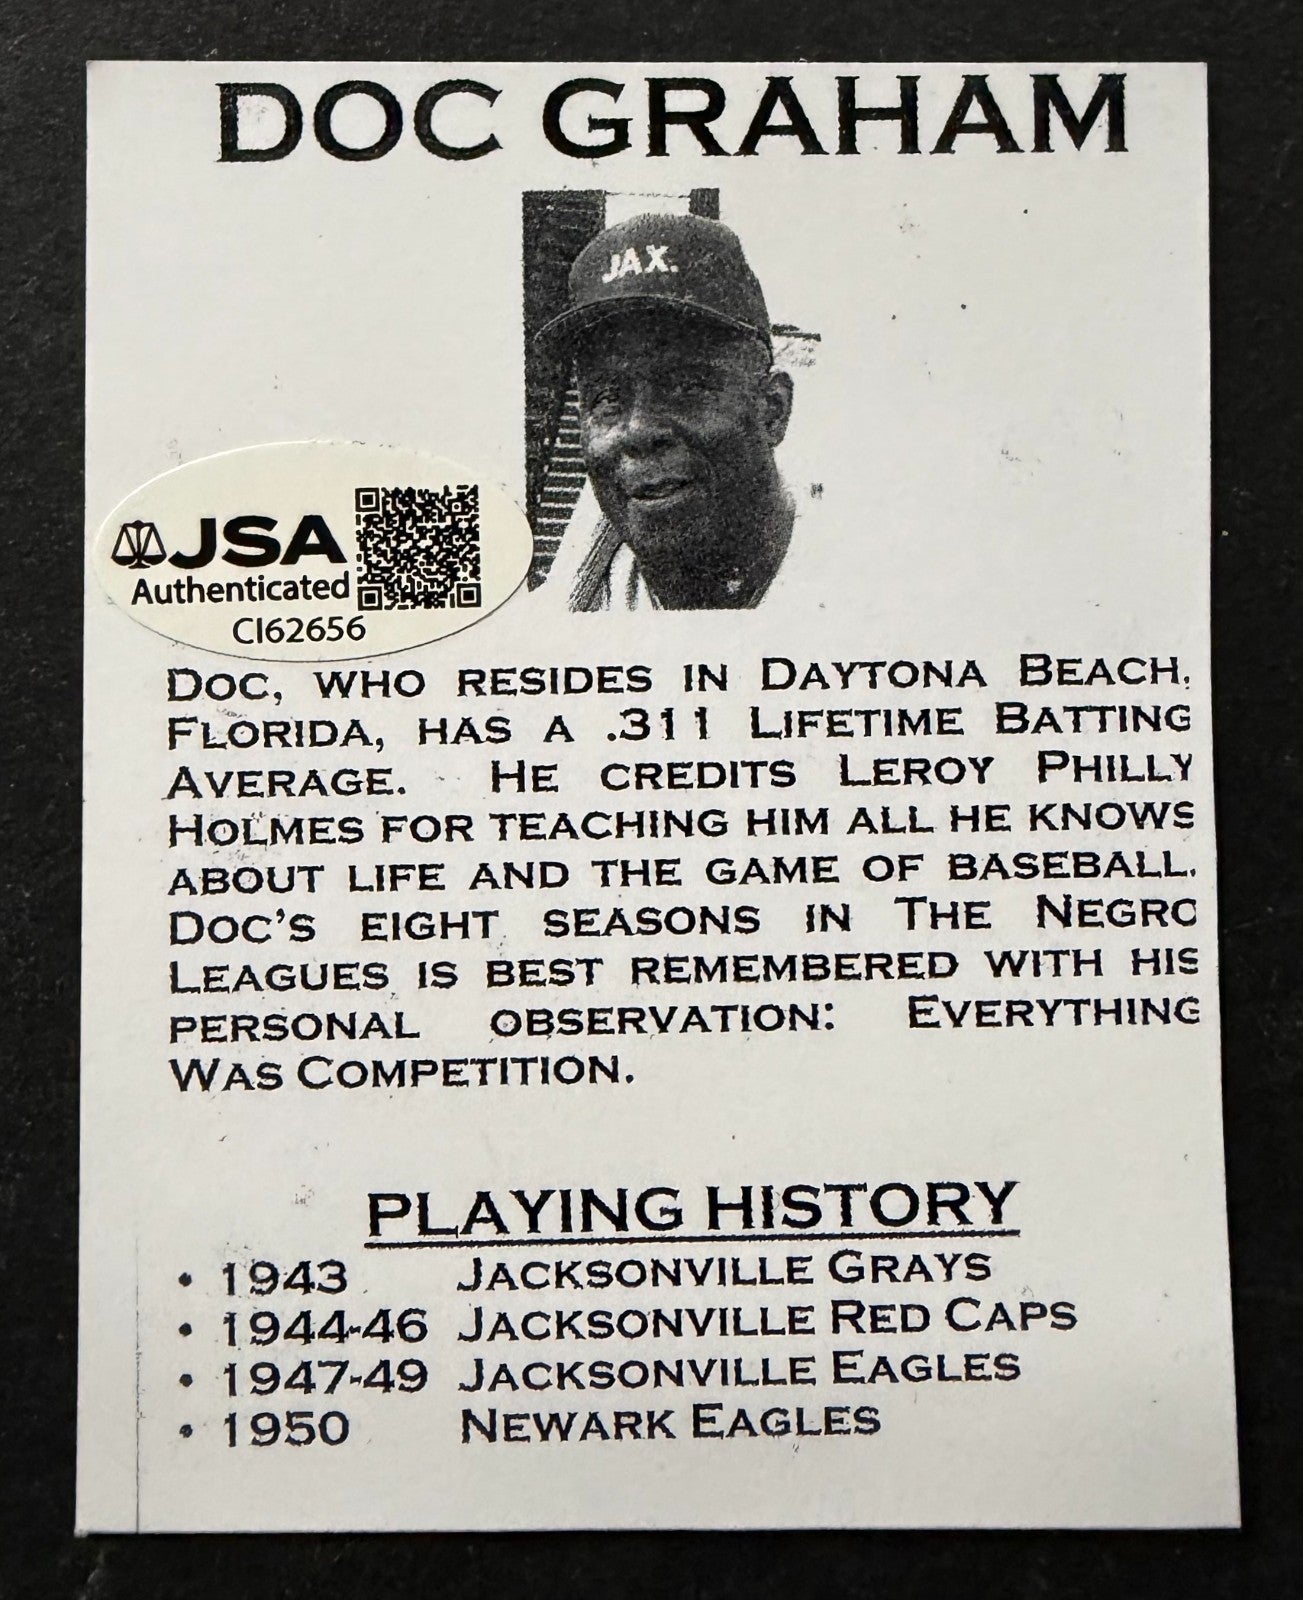 DOC GRAHAM
JAX.
JSA
Authenticated
CI62656
DOC, WHO RESIDES IN DAYTONA BEACH,
FLORIDA, HAS A .311 LIFETIME BATTING
AVERAGE. HE CREDITS LEROY PHILLY
HOLMES FOR TEACHING HIM ALL HE KNOWS
ABOUT LIFE AND THE GAME OF BASEBALL.
DOC'S EIGHT SEASONS IN THE NEGRO
LEAGUES IS BEST REMEMBERED WITH HIS
PERSONAL OBSERVATION: EVERYTHING
WAS COMPETITION.
PLAYING HISTORY
• 1943 JACKSONVILLE GRAYS
• 1944-46 JACKSONVILLE RED CAPS
• 1947-49 JACKSONVILLE EAGLES
• 1950 NEWARK EAGLES